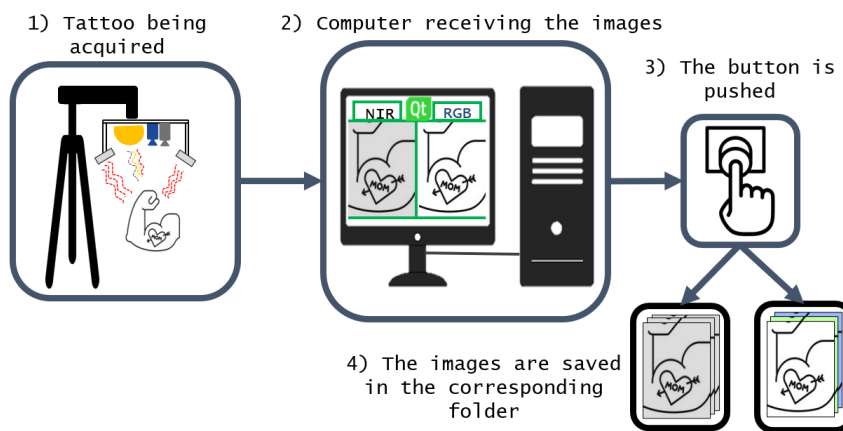 1) Tattoo being
acquired
2) Computer receiving the images
3) The button is
pushed
NIR
Qt
RGB
MOM
MOM
MOM
4) The images are saved
in the corresponding
folder
MOM
MOM